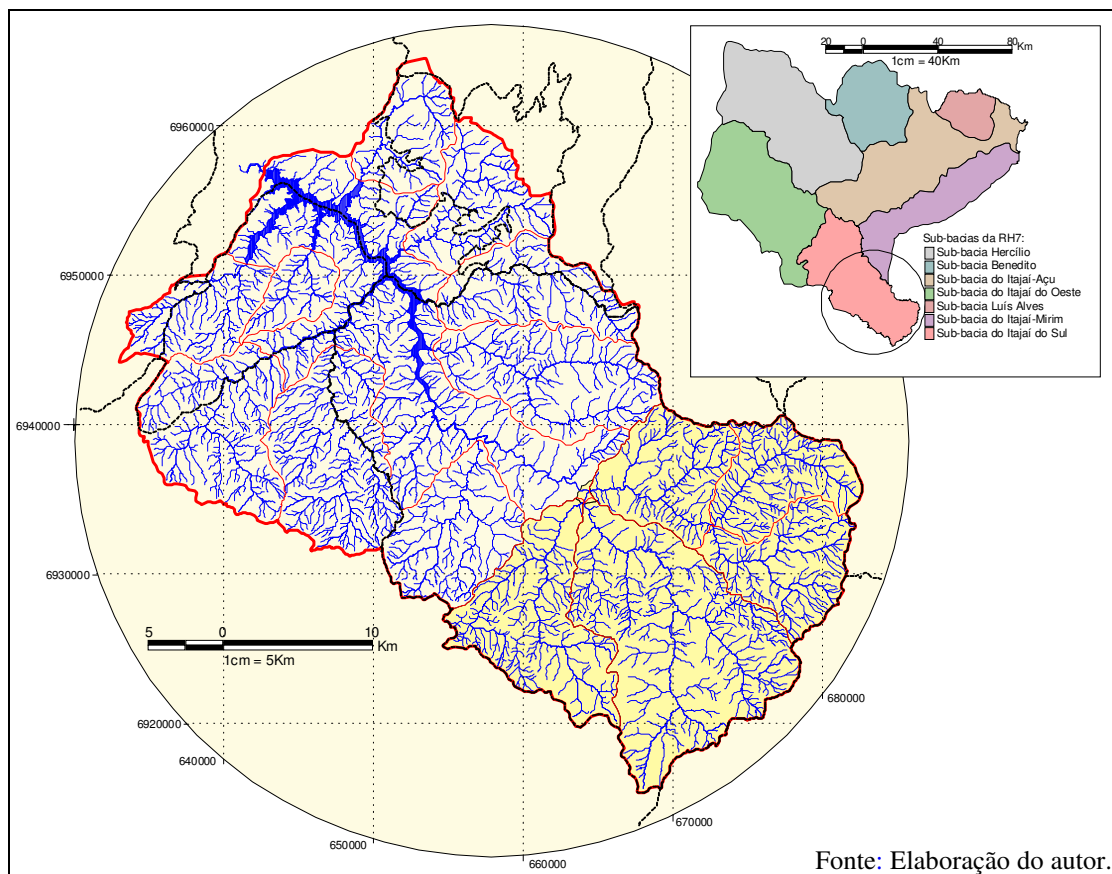 20 0 40 80 Km
1cm = 40Km
Sub-bacias da RH7:
Sub-bacia Hercílio
Sub-bacia Benedito
Sub-bacia do Itajaí-Açu
Sub-bacia do Itajaí do Oeste
Sub-bacia Luís Alves
Sub-bacia do Itajaí-Mirim
Sub-bacia do Itajaí do Sul
6960000
6950000
6940000
6930000
5 0 10 Km
1cm = 5Km
6920000
680000
640000
670000
650000
660000
Fonte: Elaboração do autor.